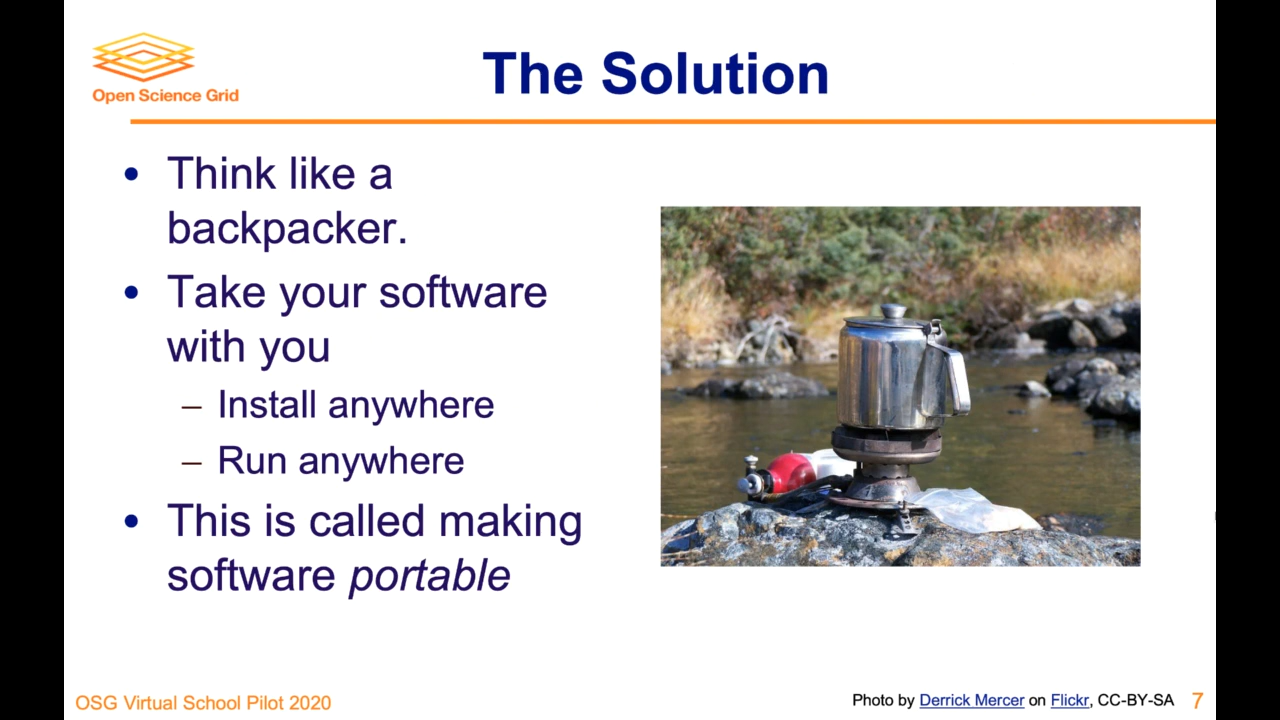 Open Science Grid
The Solution
• Think like a
backpacker.
• Take your software
with you
– Install anywhere
– Run anywhere
• This is called making
software portable
OSG Virtual School Pilot 2020
Photo by Derrick Mercer on Flickr, CC-BY-SA
7